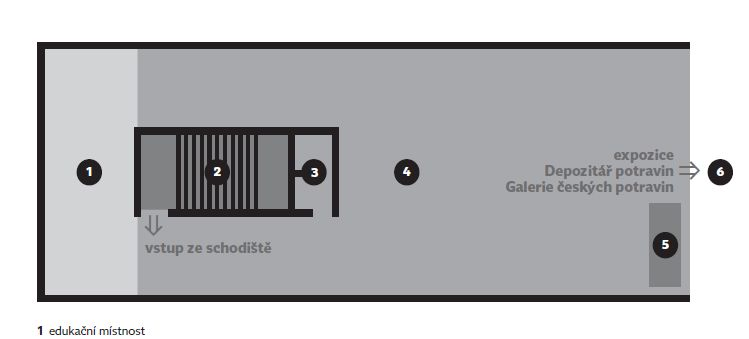 expozice
Depozitář potravin
Galerie českých potravin
1
2
3
4
6
5
vstup ze schodiště
1 edukační místnost